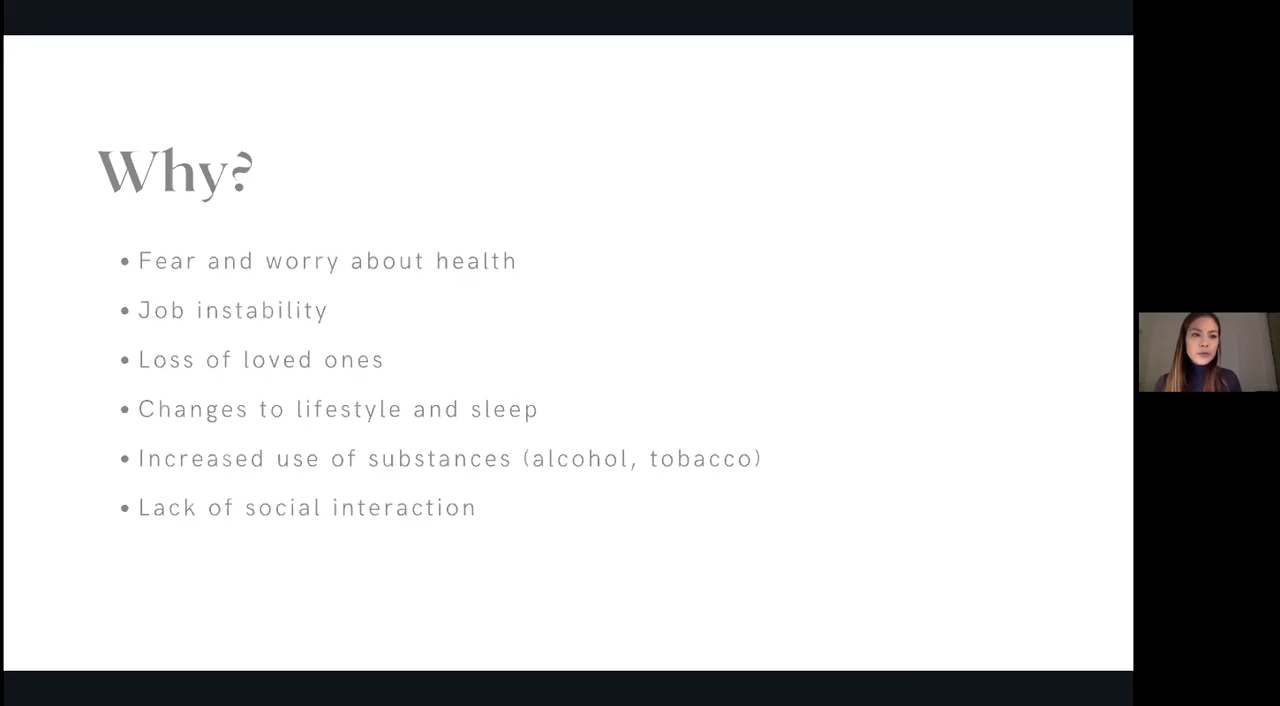 Why?
• Fear and worry about health
• Job instability
• Loss of loved ones
• Changes to lifestyle and sleep
• Increased use of substances (alcohol, tobacco)
• Lack of social interaction